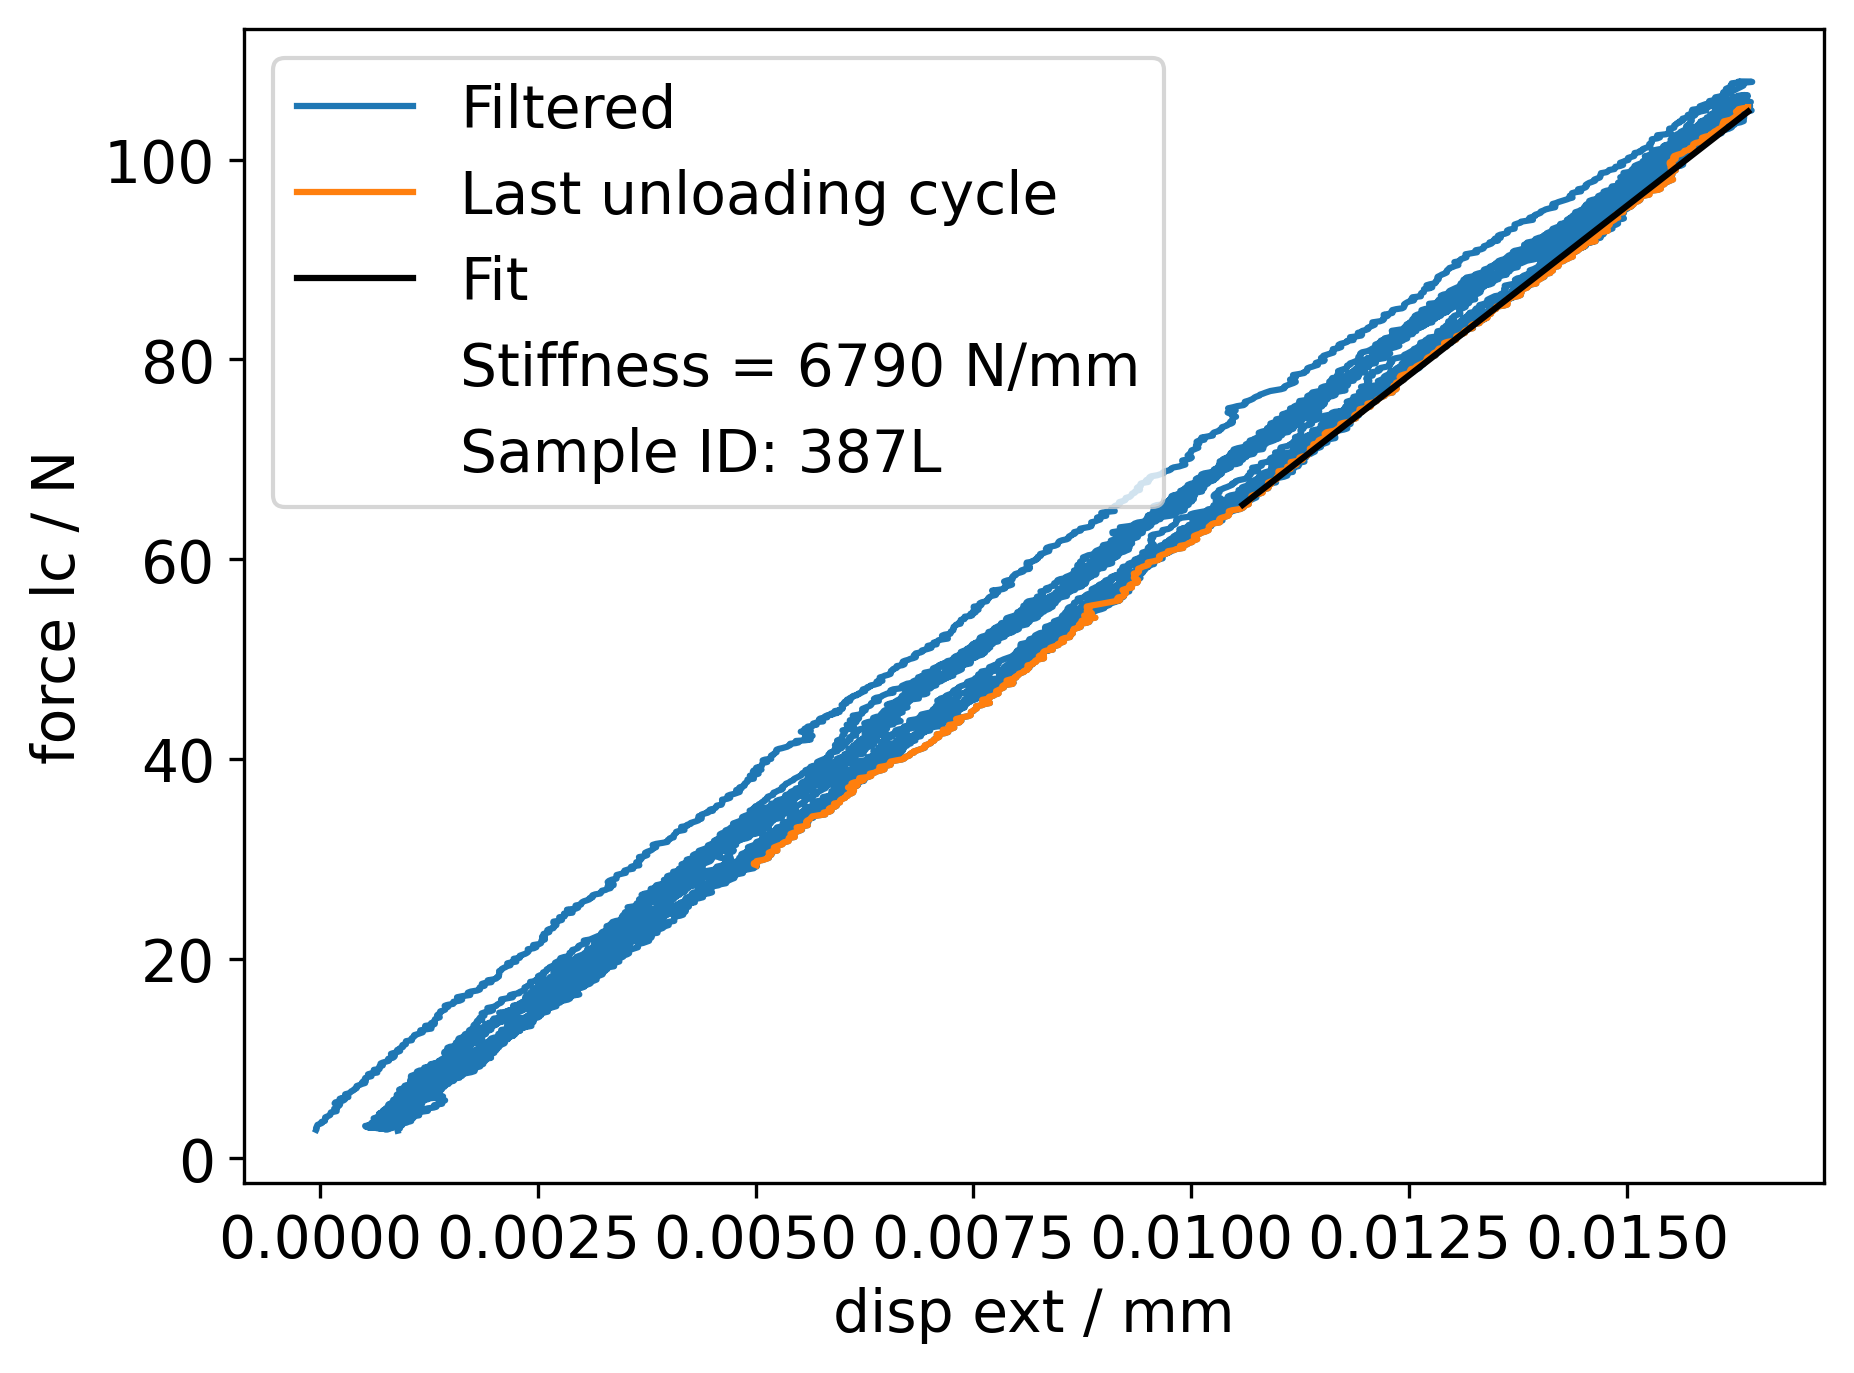 Filtered
Last unloading cycle
Fit
Stiffness = 6790 N/mm
Sample ID: 387L
100
80
60
40
20
0
force lc / N
0.0000 0.0025 0.0050 0.0075 0.0100 0.0125 0.0150
disp ext / mm